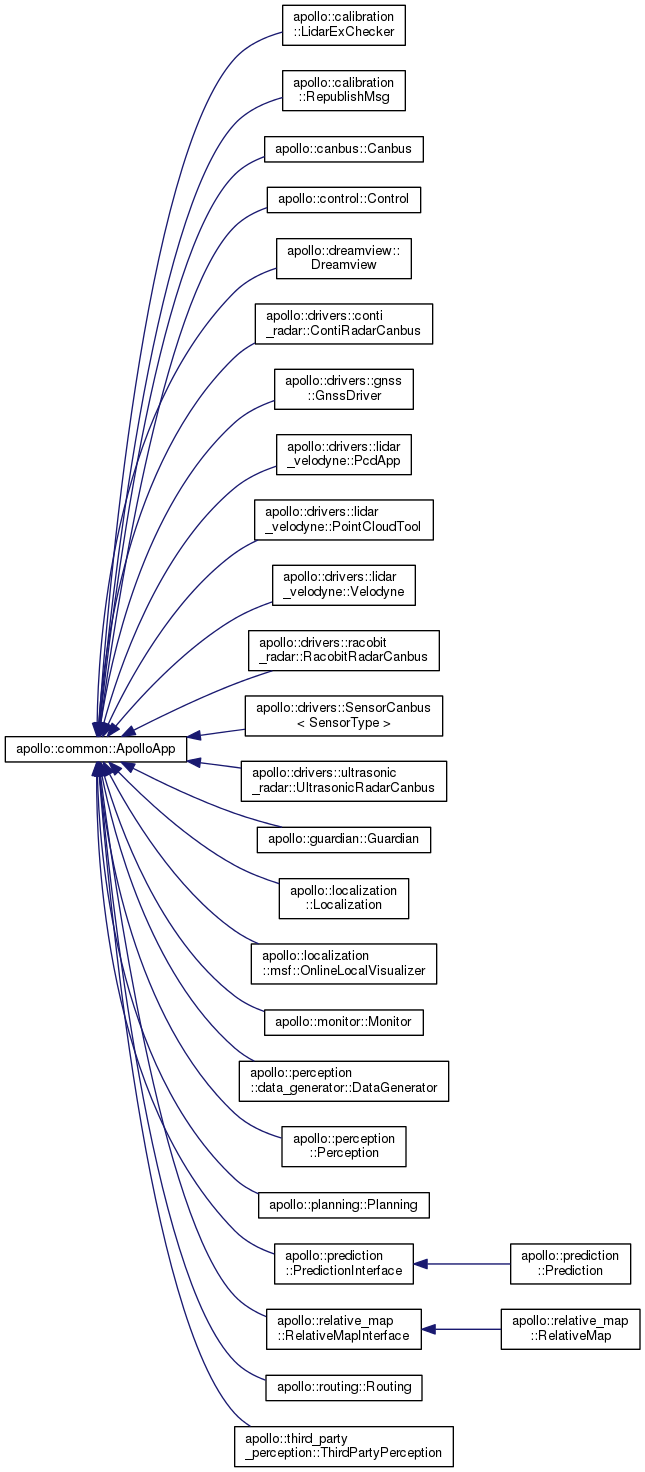 apollo::calibration
::LidarExChecker
apollo::calibration
::RepublishMsg
apollo::canbus::Canbus
apollo::control::Control
apollo::dreamview::
Dreamview
apollo::drivers::conti
_radar::ContiRadarCanbus
apollo::drivers::gnss
::GnssDriver
apollo::drivers::lidar
_velodyne::PcdApp
apollo::drivers::lidar
_velodyne::PointCloudTool
apollo::drivers::lidar
_velodyne::Velodyne
apollo::drivers::racobit
_radar::RacobitRadarCanbus
apollo::drivers::SensorCanbus
< SensorType >
apollo::common::ApolloApp
apollo::drivers::ultrasonic
_radar::UltrasonicRadarCanbus
apollo::guardian::Guardian
apollo::localization
::Localization
apollo::localization
::msf::OnlineLocalVisualizer
apollo::monitor::Monitor
apollo::perception
::data_generator::DataGenerator
apollo::perception
::Perception
apollo::planning::Planning
apollo::prediction
::PredictionInterface
apollo::prediction
::Prediction
apollo::relative_map
::RelativeMapInterface
apollo::relative_map
::RelativeMap
apollo::routing::Routing
apollo::third_party
_perception::ThirdPartyPerception